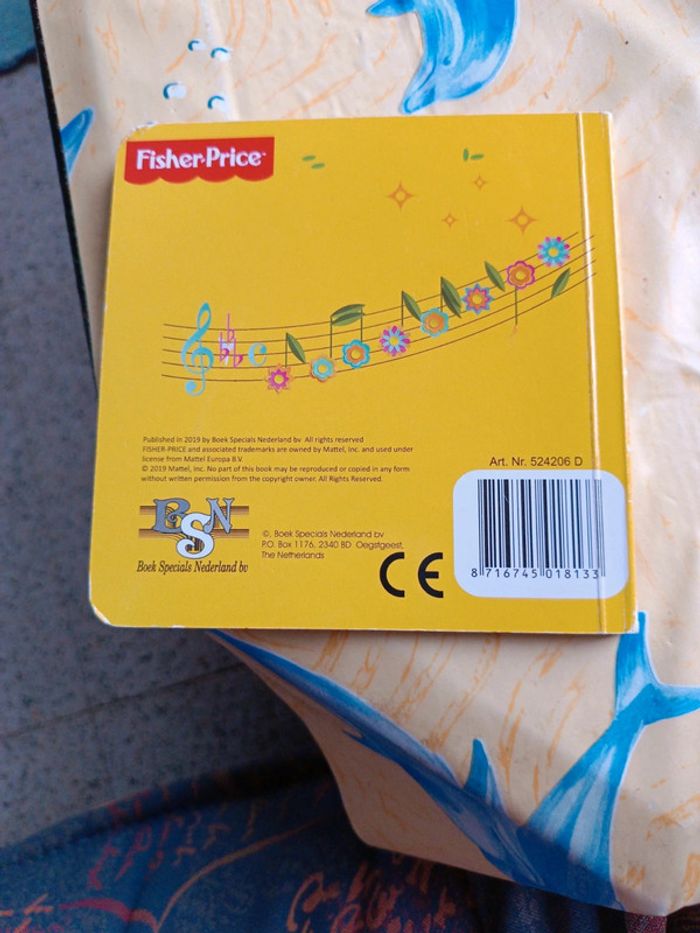 Fisher-Price
Published in 2019 by Boek Specials Nederland bv All rights reserved
FISHER-PRICE and associated trademarks are owned by Mattel, Inc. and used under
license from Mattel Europa B.V.
© 2019 Mattel, Inc. No part of this book may be reproduced or copied in any form
without written permission from the copyright owner. All Rights Reserved.
BSN
Boek Specials Nederland bv
©, Boek Specials Nederland bv
P.O. Box 1176, 2340 BD Oegstgeest,
The Netherlands
CE
Art. Nr. 524206 D
8 716745 018133